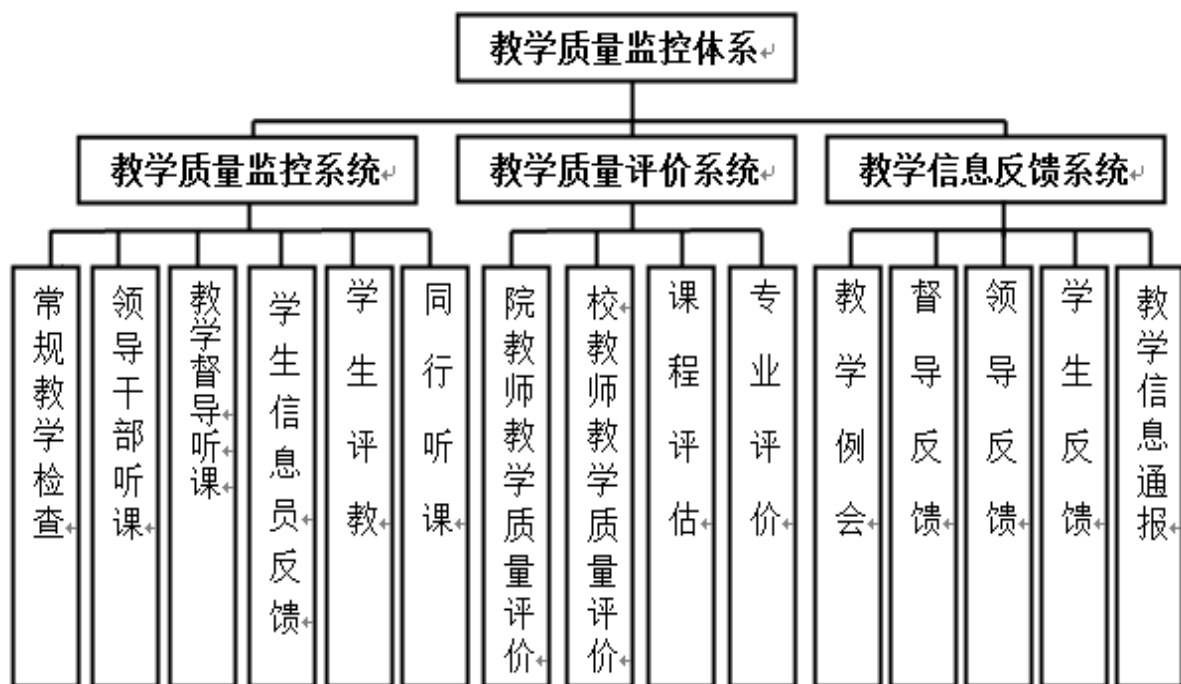 教学质量监控体系
教学质量监控系统
教学质量评价系统
教学信息反馈系统
常规教学检查
领导干部听课
教学督导听课
学生信息员反馈
学生评教
同行听课
院教师教学质量评价
校教师教学质量评价
课程评估
专业评价
教学例会
督导反馈
领导反馈
学生反馈
教学信息通报